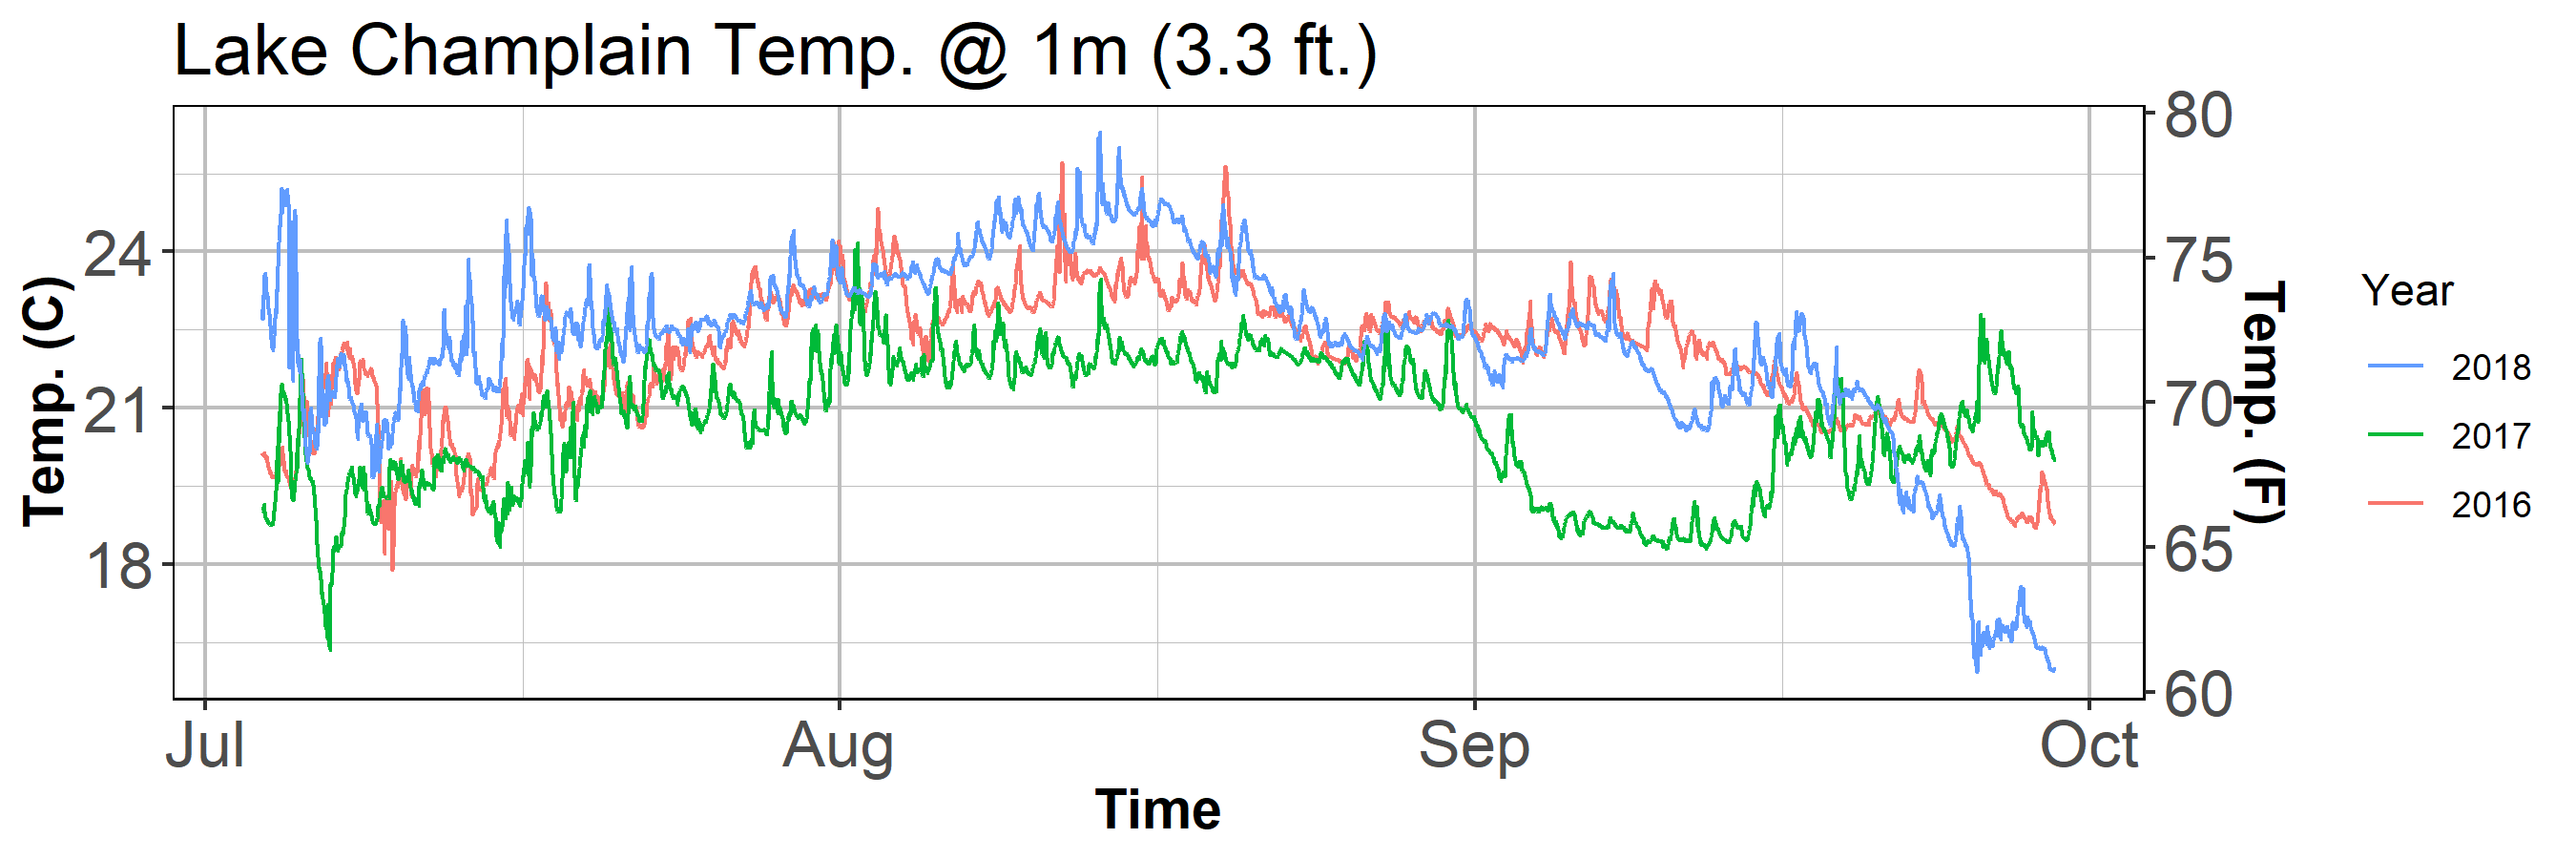 Lake Champlain Temp. @ 1m (3.3 ft.)
Temp. (C)
24
21
18
80
75
70
65
60
Temp. (F)
Jul
Aug
Sep
Oct
Time
Year
2018
2017
2016